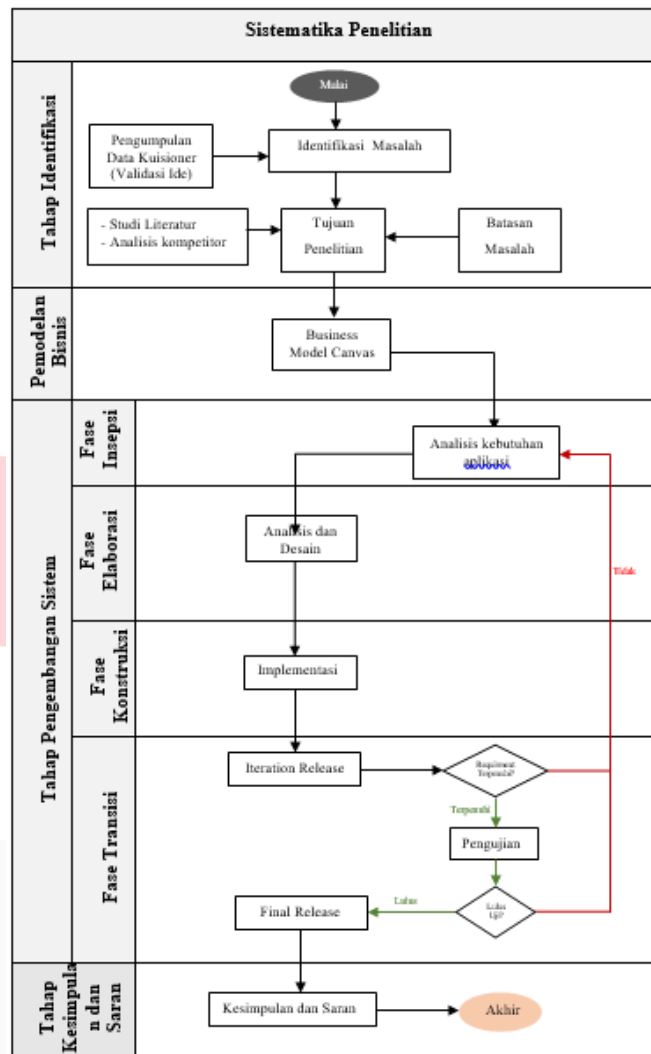 Sistematika Penelitian
Tahap Identifikasi
Mulai
Pengumpulan
Data Kuisioner
(Validasi Ide)
Identifikasi Masalah
- Studi Literatur
- Analisis kompetitor
Tujuan
Penelitian
Batasan
Masalah
Pemodelan
Bisnis
Business
Model Canvas
Tahap Pengembangan Sistem
Fase
Insepsi
Analisis kebutuhan
aplikasi
Fase
Elaborasi
Analisis dan
Desain
Tidak
Fase
Konstruksi
Implementasi
Fase Transisi
Iteration Release
Terpenuhi
Pengujian
Lulus
Uji?
Lulus
Final Release
Tahap
Kesimpula
n dan
Saran
Kesimpulan dan Saran
Akhir